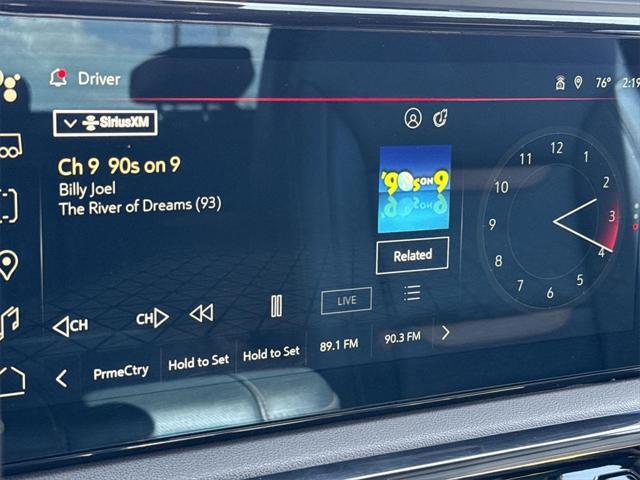 Driver
76° 2:19
SiriusXM
Ch 9 90s on 9
Billy Joel
The River of Dreams (93)
'90s ON 9
Related
12
11 1
10 2
9 3
8 4
7 5
6
CH CH LIVE
PrmeCtry Hold to Set Hold to Set 89.1 FM 90.3 FM